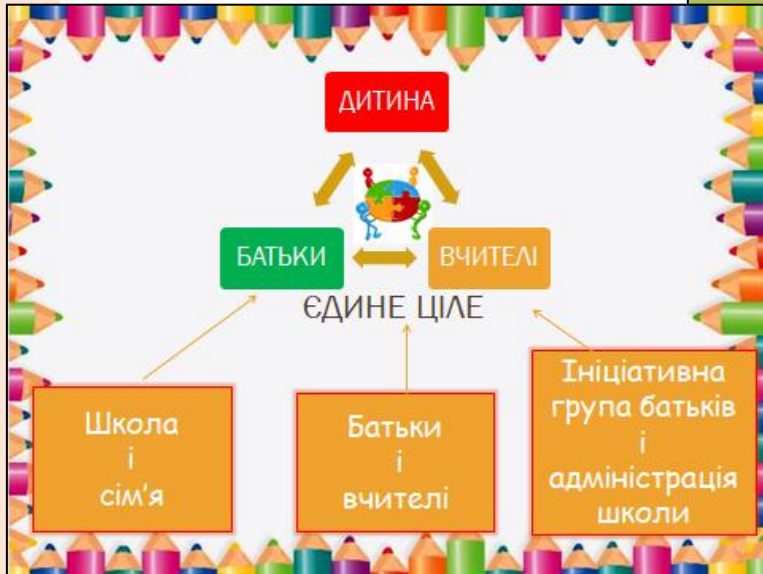 ДИТИНА
БАТЬКИ
ВЧИТЕЛІ
ЄДИНЕ ЦІЛЕ
Школа
і
сім'я
Батьки
і
вчителі
Ініціативна
група батьків
і
адміністрація
школи